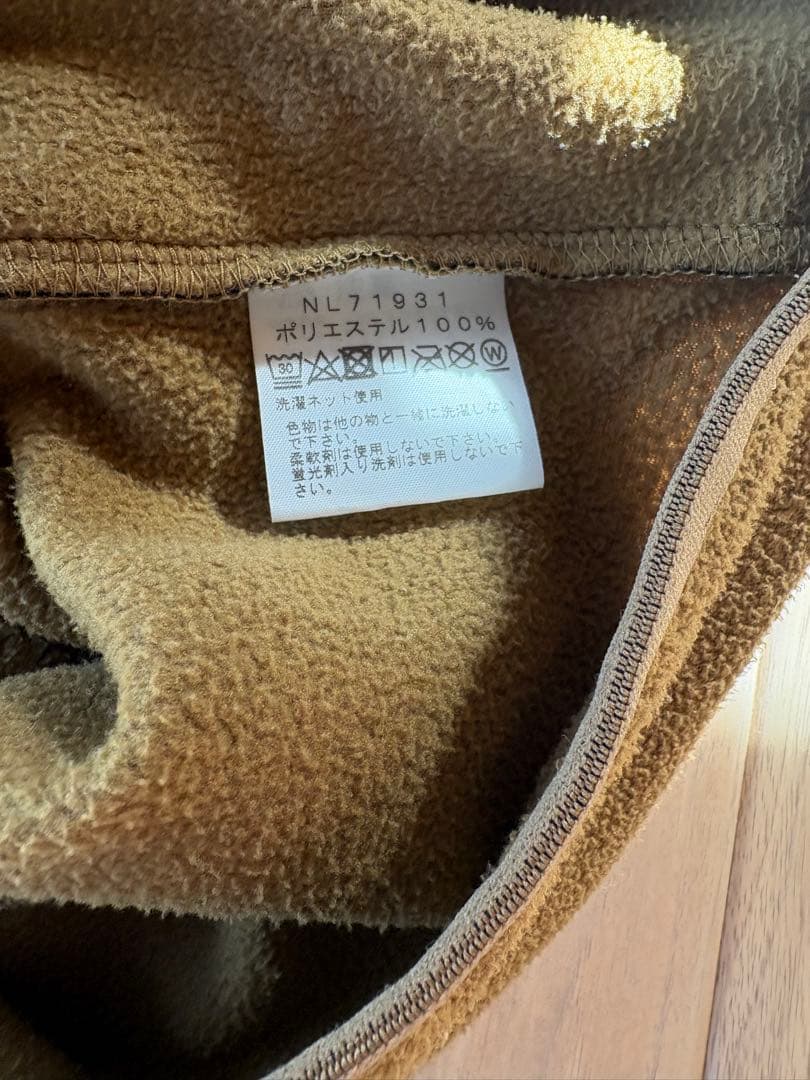 NL71931
ポリエステル100%
30 W
洗濯ネット使用
色物は他の物と一緒に洗濯しない
で下さい。
柔軟剤は使用しないで下さい。
蛍光剤入り洗剤は使用しないで下
さい。